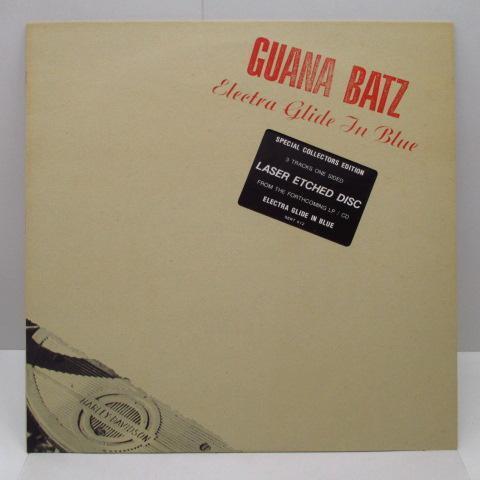 GUANA BATZ
Electra Glide In Blue
SPECIAL COLLECTORS EDITION
3 TRACKS ONE SIDED
LASER ETCHED DISC
FROM THE FORTHCOMING LP / CD
ELECTRA GLIDE IN BLUE
HARLEY-DAVIDSON